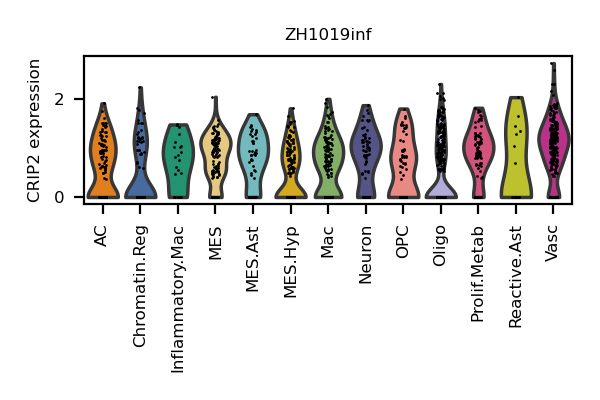 ZH1019inf
CRIP2 expression
2
0
AC
Chromatin.Reg
Inflammatory.Mac
MES
MES.Ast
MES.Hyp
Mac
Neuron
OPC
Oligo
Prolif.Metab
Reactive.Ast
Vasc